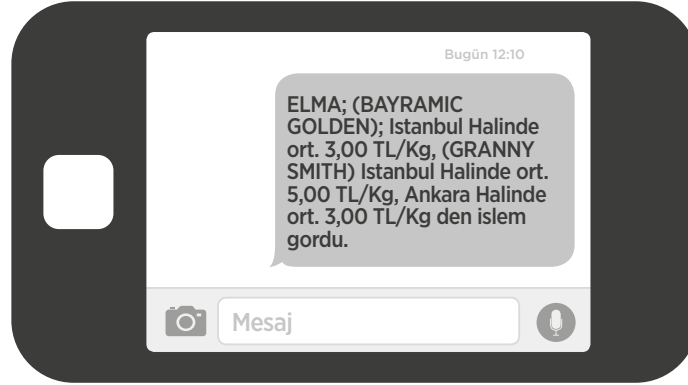 Bugün 12:10
ELMA; (BAYRAMIC
GOLDEN); Istanbul Halinde
ort. 3,00 TL/Kg, (GRANNY
SMITH) Istanbul Halinde ort.
5,00 TL/Kg, Ankara Halinde
ort. 3,00 TL/Kg den islem
gordu.
Mesaj